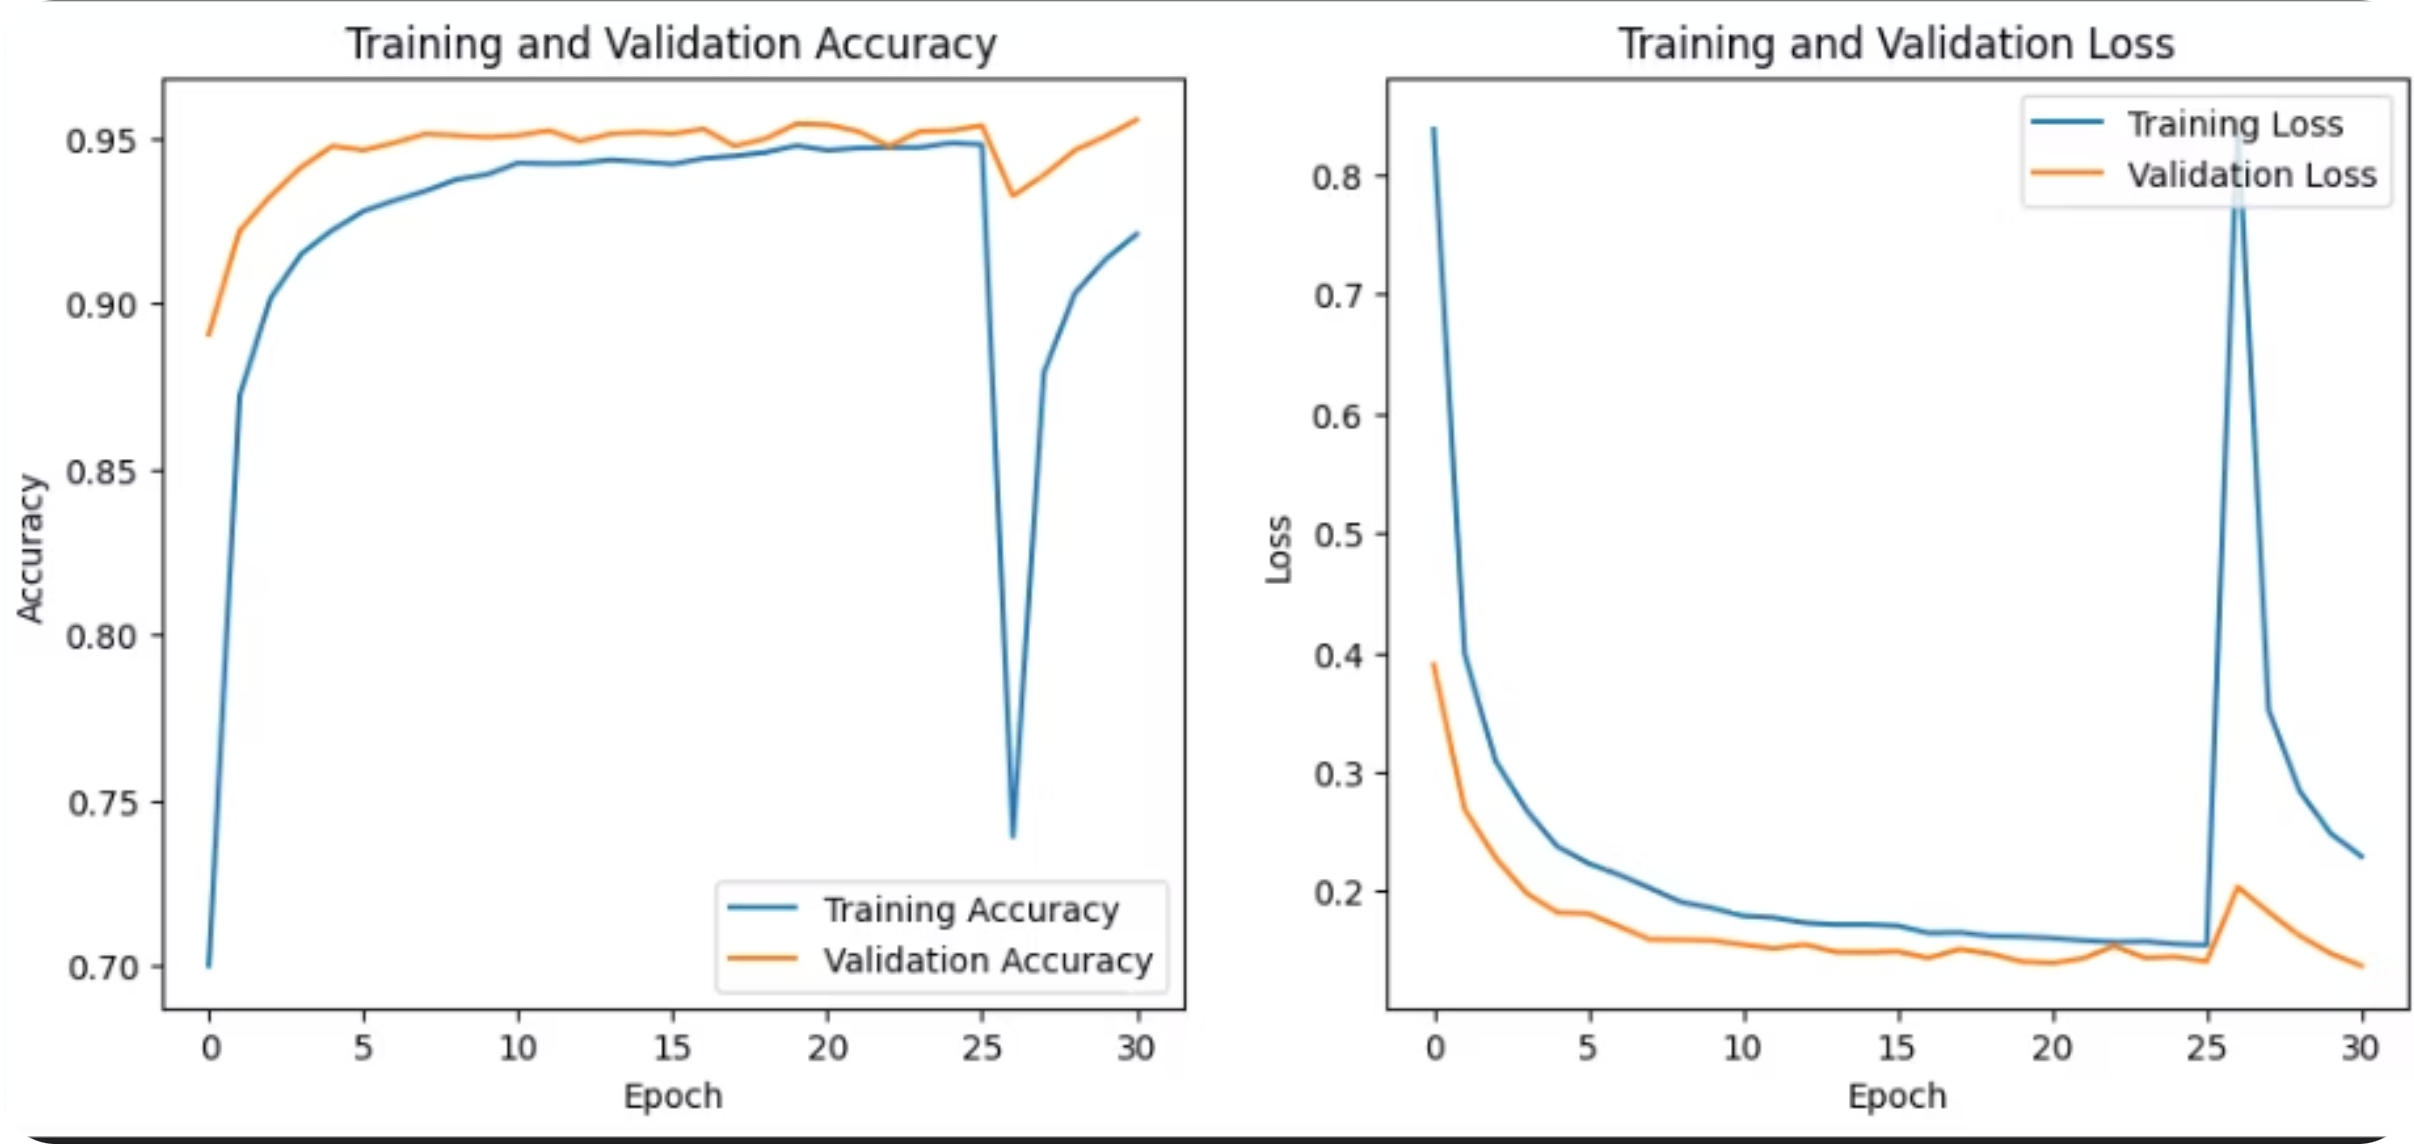 Training and Validation Accuracy
Accuracy
0.95
0.90
0.85
0.80
0.75
0.70
Training Accuracy
Validation Accuracy
0 5 10 15 20 25 30
Epoch
Training and Validation Loss
Loss
0.8
0.7
0.6
0.5
0.4
0.3
0.2
Training Loss
Validation Loss
0 5 10 15 20 25 30
Epoch